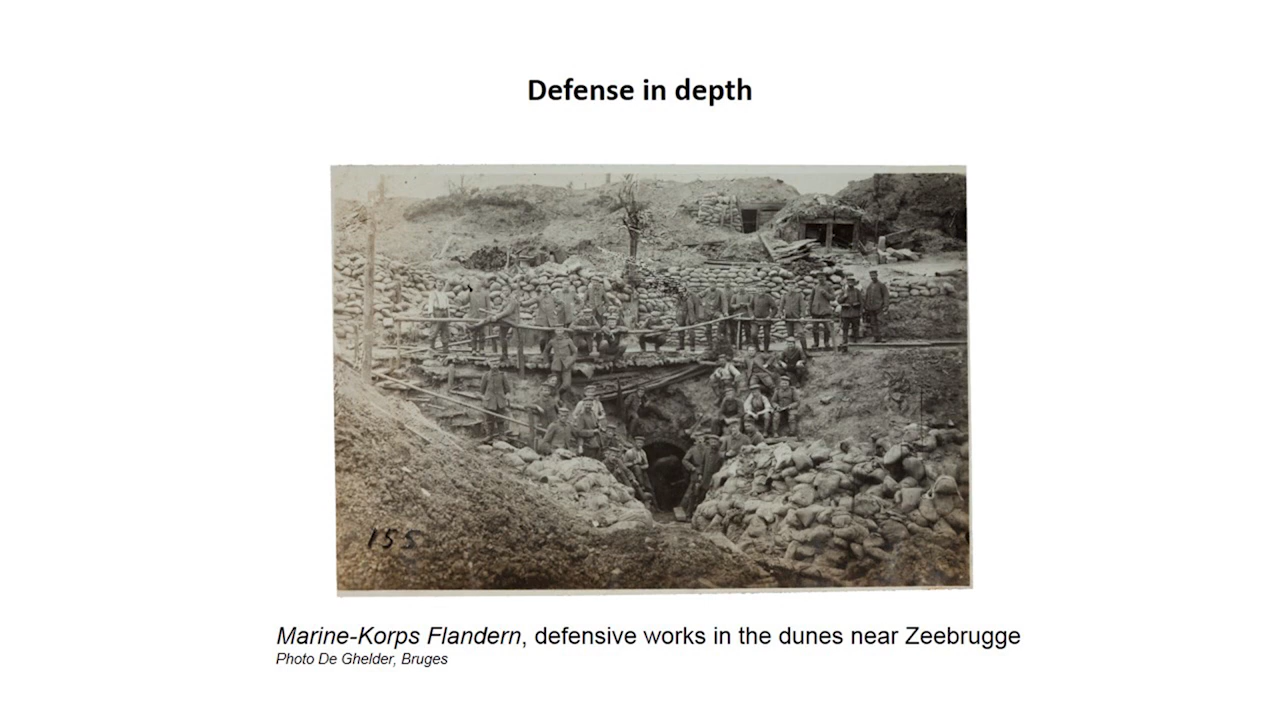 Defense in depth
155
Marine-Korps Flandern, defensive works in the dunes near Zeebrugge
Photo De Ghelder, Bruges